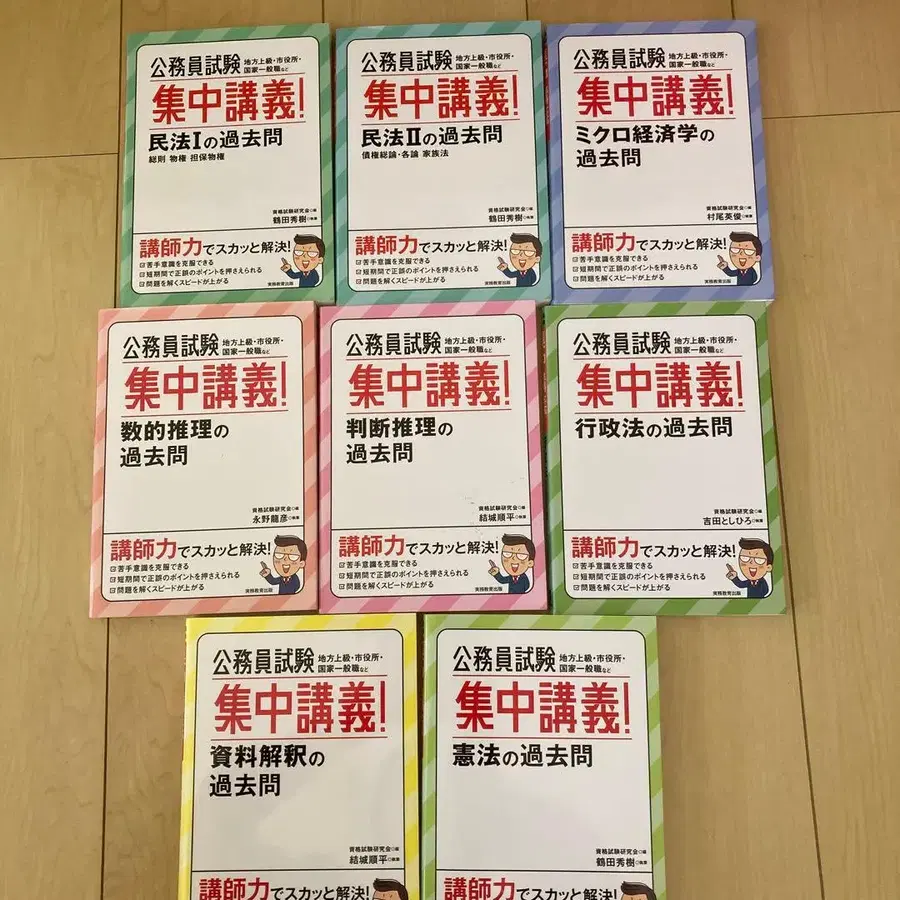 公務員試験 地方上級・市役所・
国家一般職など
集中講義!
民法Ⅰの過去問
総則 物権 担保物権
資格試験研究会◎編
鶴田秀樹◎執筆
講師力でスカッと解決!
苦手意識を克服できる
短期間で正誤のポイントを押さえられる
問題を解くスピードが上がる
実務教育出版
公務員試験 地方上級・市役所・
国家一般職など
集中講義!
民法Ⅱの過去問
債権総論・各論 家族法
資格試験研究会◎編
鶴田秀樹◎執筆
講師力でスカッと解決!
苦手意識を克服できる
短期間で正誤のポイントを押さえられる
問題を解くスピードが上がる
実務教育出版
公務員試験 地方上級・市役所・
国家一般職など
集中講義!
ミクロ経済学の
過去問
資格試験研究会◎編
村尾英俊◎執筆
講師力でスカッと解決!
苦手意識を克服できる
短期間で正誤のポイントを押さえられる
問題を解くスピードが上がる
実務教育出版
公務員試験 地方上級・市役所・
国家一般職など
集中講義!
数的推理の
過去問
資格試験研究会◎編
永野龍彦◎執筆
講師力でスカッと解決!
苦手意識を克服できる
短期間で正誤のポイントを押さえられる
問題を解くスピードが上がる
実務教育出版
公務員試験 地方上級・市役所・
国家一般職など
集中講義!
判断推理の
過去問
資格試験研究会◎編
結城順平◎執筆
講師力でスカッと解決!
苦手意識を克服できる
短期間で正誤のポイントを押さえられる
問題を解くスピードが上がる
実務教育出版
公務員試験 地方上級・市役所・
国家一般職など
集中講義!
行政法の過去問
資格試験研究会◎編
吉田としひろ◎執筆
講師力でスカッと解決!
苦手意識を克服できる
短期間で正誤のポイントを押さえられる
問題を解くスピードが上がる
実務教育出版
公務員試験 地方上級・市役所・
国家一般職など
集中講義!
資料解釈の
過去問
資格試験研究会◎編
結城順平◎執筆
講師力でスカッと解決!
公務員試験 地方上級・市役所・
国家一般職など
集中講義!
憲法の過去問
資格試験研究会◎編
鶴田秀樹◎執筆
講師力でスカッと解決!